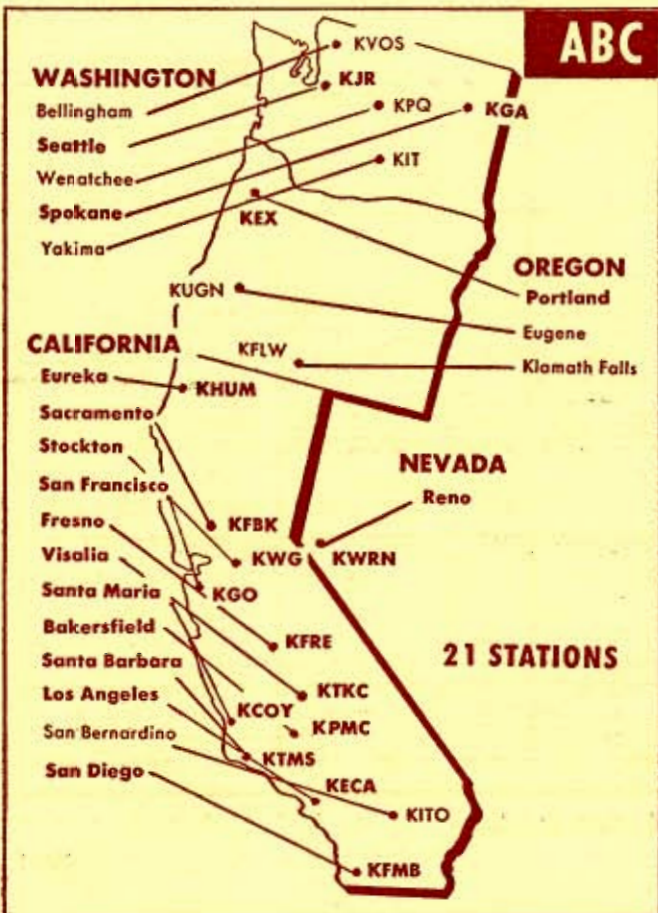 ABC
WASHINGTON
Bellingham
Seattle
Wenatchee
Spokane
Yakima
KVOS
KJR
KPQ
KGA
KIT
KEX
OREGON
Portland
Eugene
Klamath Falls
KUGN
KFLW
CALIFORNIA
Eureka
Sacramento
Stockton
San Francisco
Fresno
Visalia
Santa Maria
Bakersfield
Santa Barbara
Los Angeles
San Bernardino
San Diego
KHUM
KFBK
KWG
KGO
KFRE
KTKC
KCOY
KPMC
KTMS
KECA
KITO
KFMB
NEVADA
Reno
KWRN
21 STATIONS